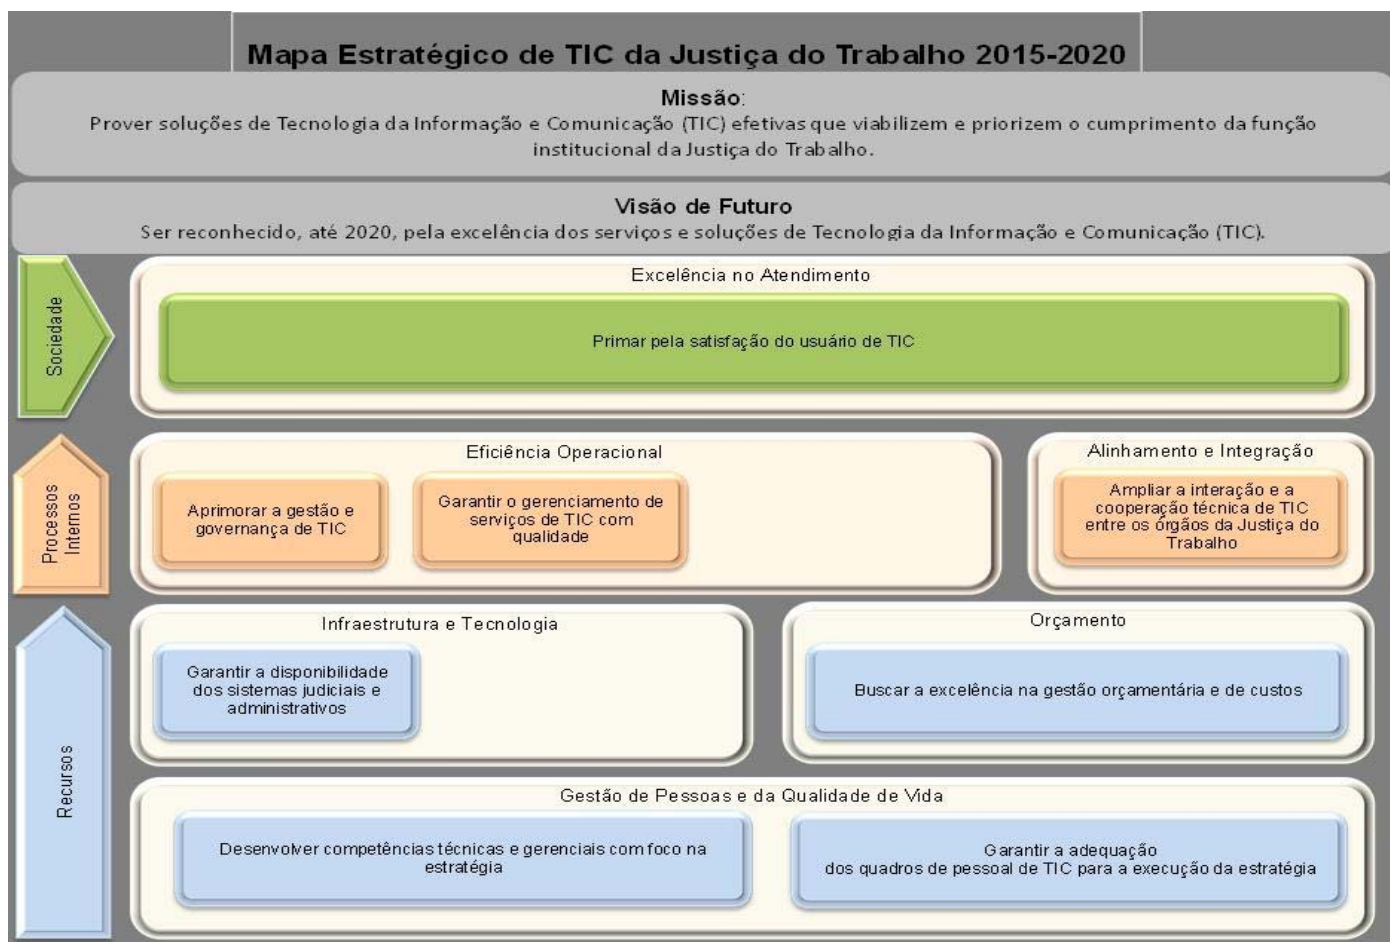 Mapa Estratégico de TIC da Justiça do Trabalho 2015-2020
Missão:
Prover soluções de Tecnologia da Informação e Comunicação (TIC) efetivas que viabilizem e priorizem o cumprimento da função
institucional da Justiça do Trabalho.
Visão de Futuro
Ser reconhecido, até 2020, pela excelência dos serviços e soluções de Tecnologia da Informação e Comunicação (TIC).
Sociedade
Excelência no Atendimento
Primar pela satisfação do usuário de TIC
Processos
Internos
Eficiência Operacional
Aprimorar a gestão e
governança de TIC
Garantir o gerenciamento de
serviços de TIC com
qualidade
Alinhamento e Integração
Ampliar a interação e a
cooperação técnica de TIC
entre os órgãos da Justiça do
Trabalho
Recursos
Infraestrutura e Tecnologia
Garantir a disponibilidade
dos sistemas judiciais e
administrativos
Orçamento
Buscar a excelência na gestão orçamentária e de custos
Gestão de Pessoas e da Qualidade de Vida
Desenvolver competências técnicas e gerenciais com foco na
estratégia
Garantir a adequação
dos quadros de pessoal de TIC para a execução da estratégia